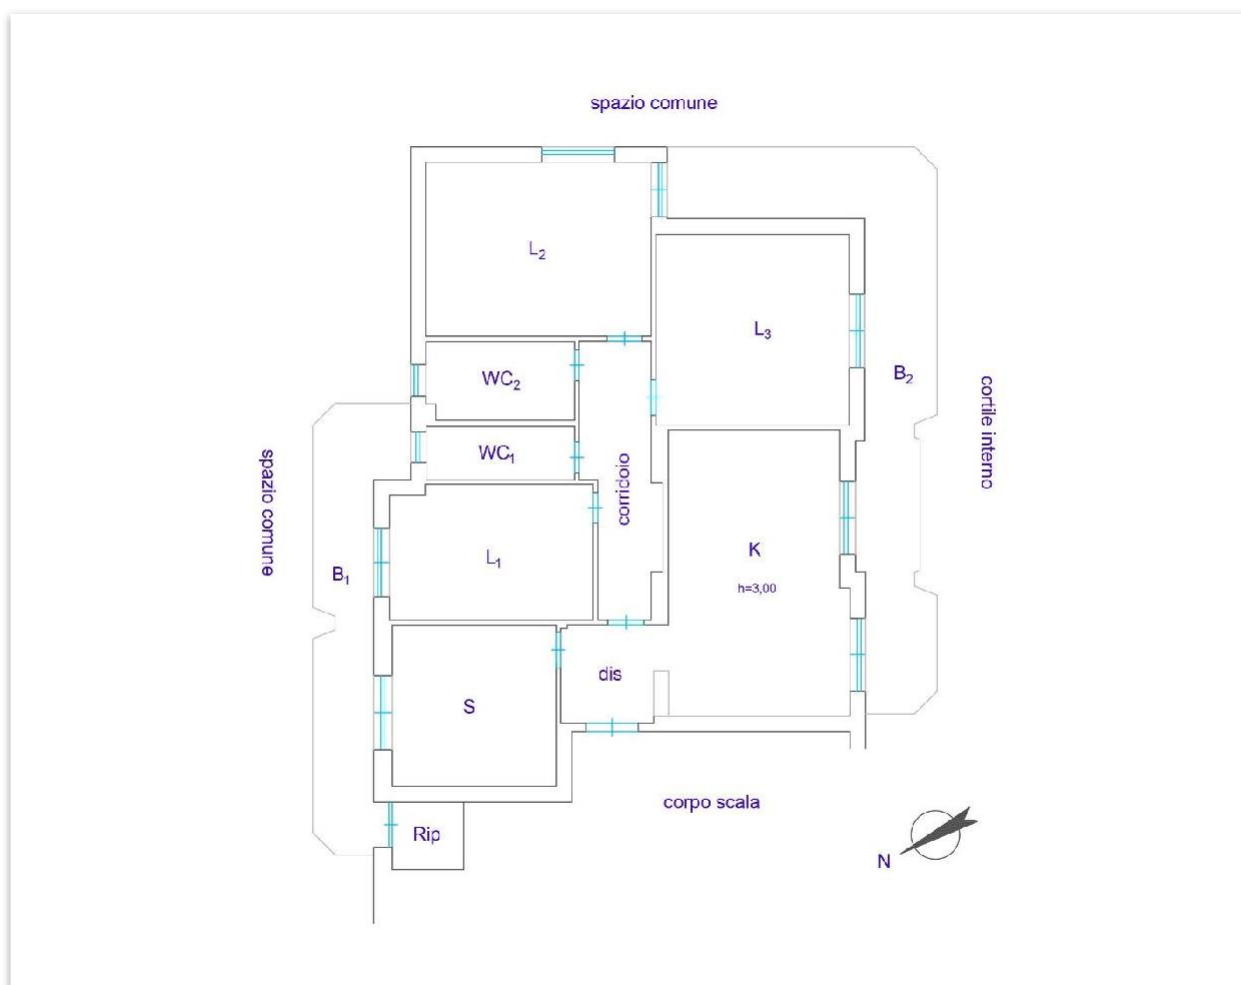 spazio comune
L2
L3
WC2
B2
cortile interno
WC1
spazio comune
corridoio
L1
K
B1
h=3,00
dis
S
corpo scala
Rip
N